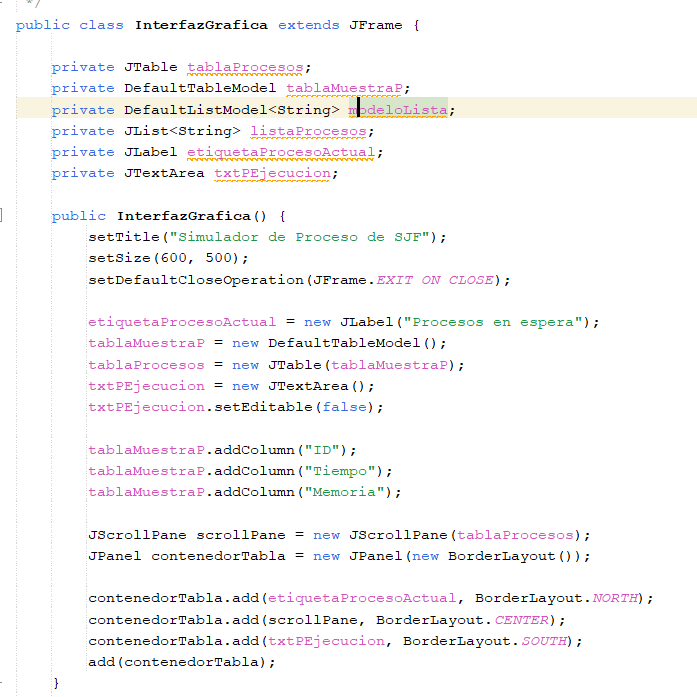 */
public class InterfazGrafica extends JFrame {
private JTable tablaProcesos;
private DefaultTableModel tablaMuestraP;
private DefaultListModel<String> modeloLista;
private JList<String> listaProcesos;
private JLabel etiquetaProcesoActual;
private JTextArea txtPEjecucion;
public InterfazGrafica() {
setTitle("Simulador de Proceso de SJF");
setSize(600, 500);
setDefaultCloseOperation(JFrame.EXIT_ON_CLOSE);
etiquetaProcesoActual = new JLabel("Procesos en espera");
tablaMuestraP = new DefaultTableModel();
tablaProcesos = new JTable(tablaMuestraP);
txtPEjecucion = new JTextArea();
txtPEjecucion.setEditable(false);
tablaMuestraP.addColumn("ID");
tablaMuestraP.addColumn("Tiempo");
tablaMuestraP.addColumn("Memoria");
JScrollPane scrollPane = new JScrollPane(tablaProcesos);
JPanel contenedorTabla = new JPanel(new BorderLayout());
contenedorTabla.add(etiquetaProcesoActual, BorderLayout.NORTH);
contenedorTabla.add(scrollPane, BorderLayout.CENTER);
contenedorTabla.add(txtPEjecucion, BorderLayout.SOUTH);
add(contenedorTabla);
}